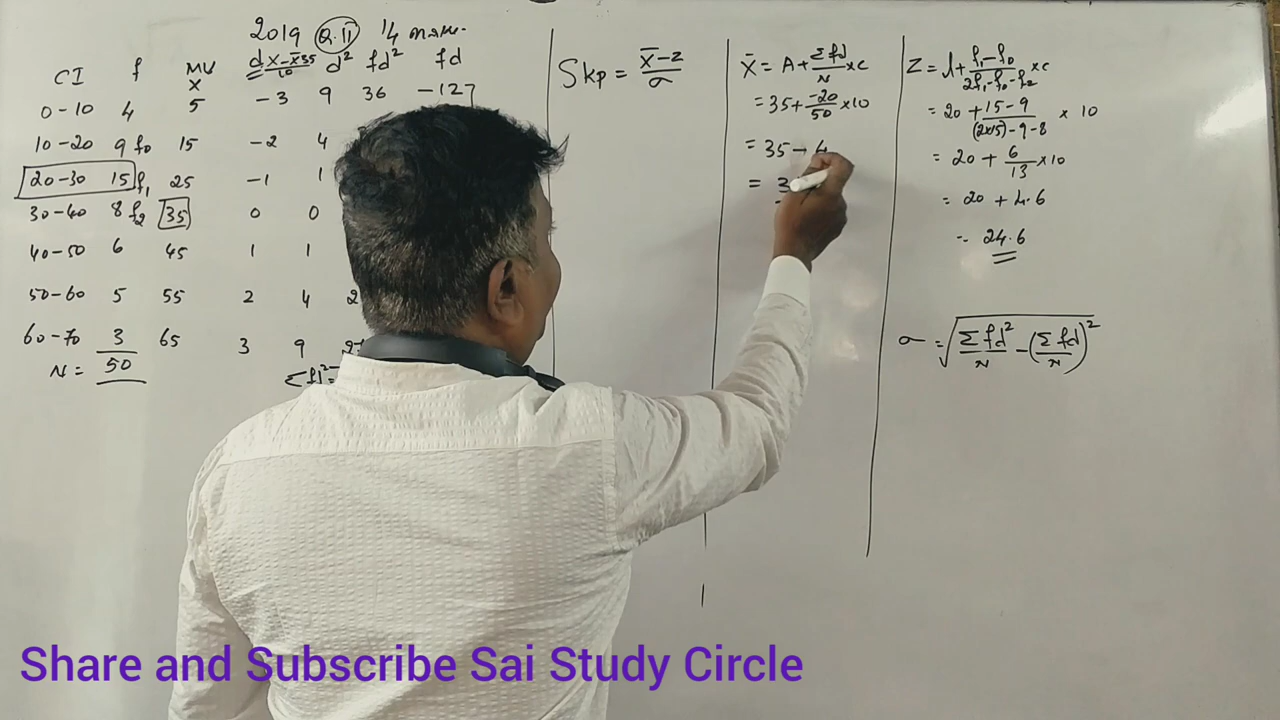 2019 Q.II 14 mark.
CI f MV X d X-X̄35/10 d² fd² fd
0-10 4 5 -3 9 36 -12
10-20 9 f₀ 15 -2 4
20-30 15 f₁ 25 -1 1
30-40 8 f₂ 35 0 0
40-50 6 45 1 1
50-60 5 55 2 4
60-70 3 65 3 9 27
N = 50
Σfd² =
Skp = x̄-z/σ
x̄ = A + Σfd/N × c
= 35 + -20/50 × 10
= 35 - 4
Z = l + f₁-f₀/2f₁-f₀-f₂ × c
= 20 + 15-9/(2×15)-9-8 × 10
= 20 + 6/13 × 10
= 20 + 4.6
= 24.6
σ = √Σfd²/N - (Σfd/N)²
Share and Subscribe Sai Study Circle